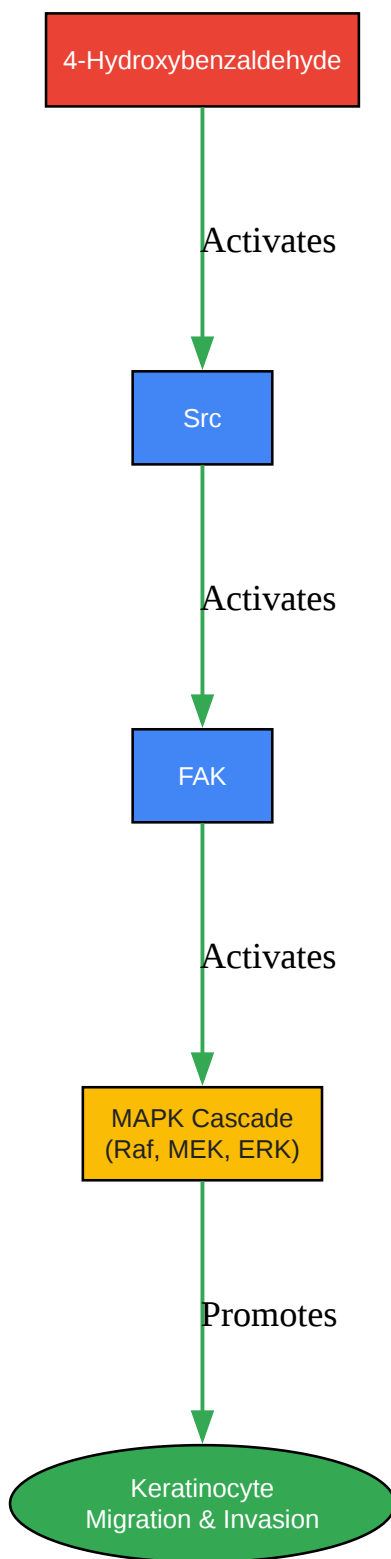 4-Hydroxybenzaldehyde
Activates
Src
Activates
FAK
Activates
MAPK Cascade
(Raf, MEK, ERK)
Promotes
Keratinocyte
Migration & Invasion